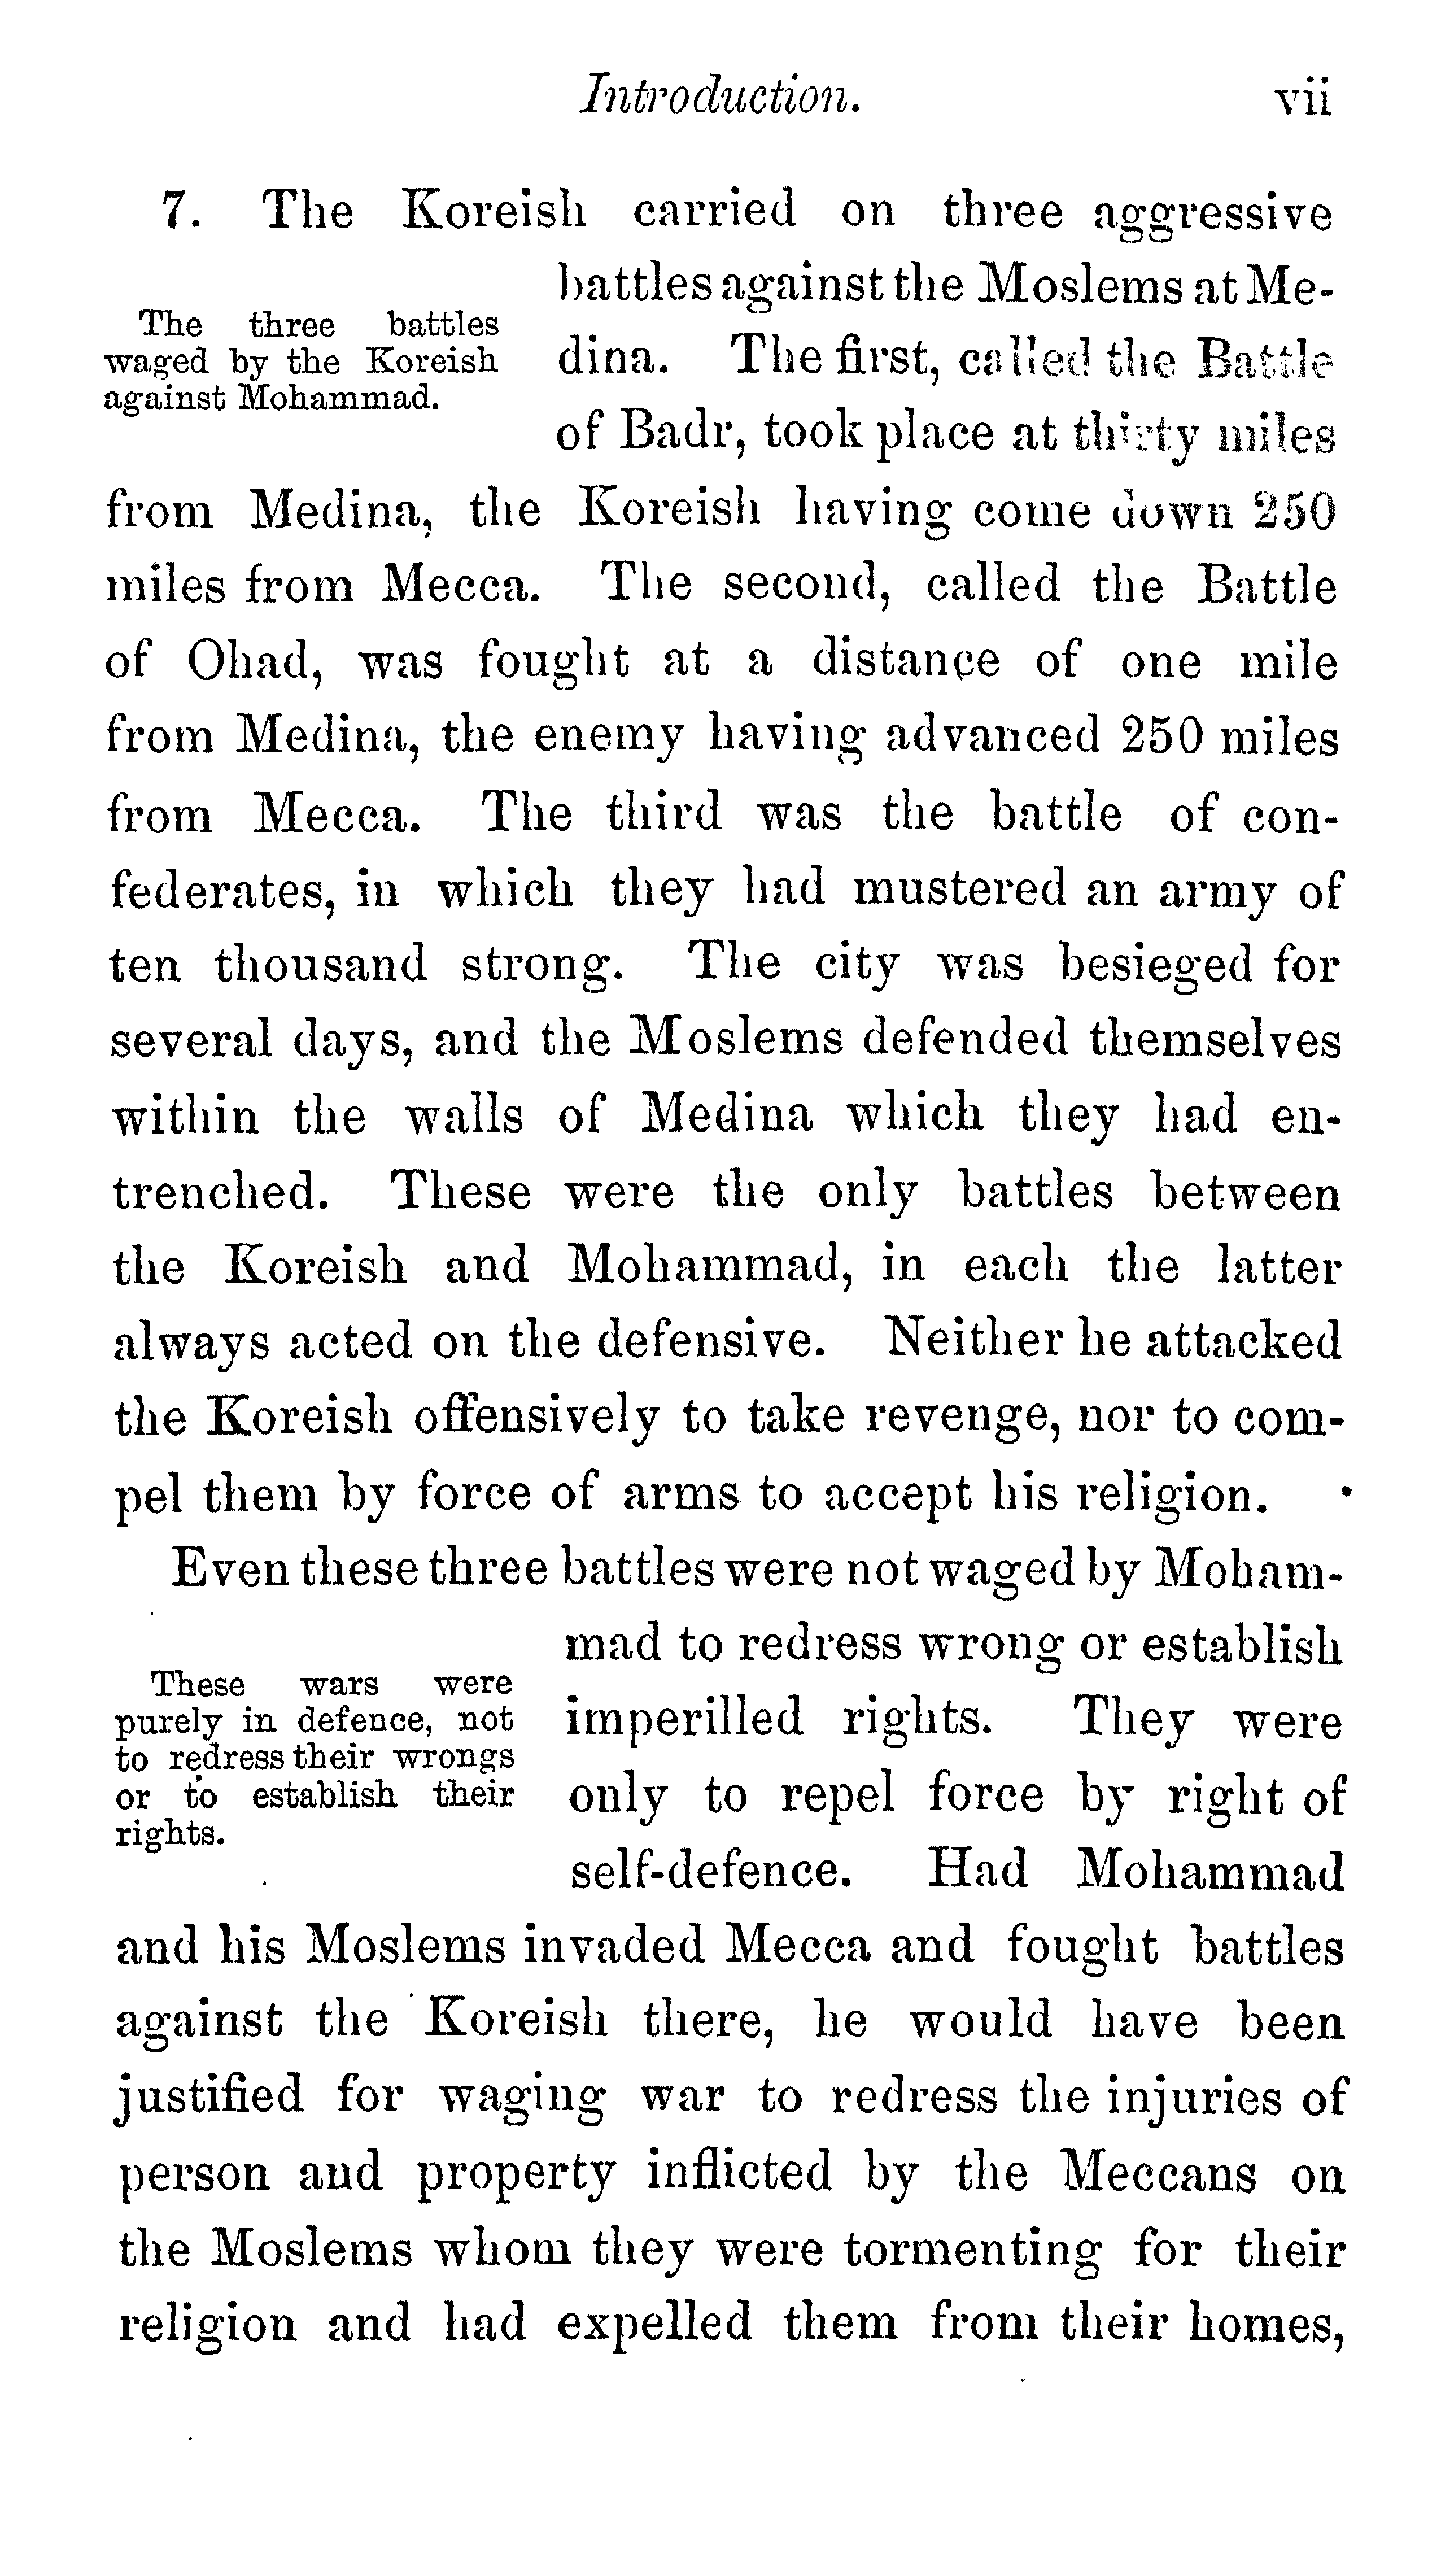 Introduction. vii
7. The Koreish carried on three aggressive
battles against the Moslems at Me-
The three battles
waged by the Koreish
against Mohammad.
dina. The first, called the Battle
of Badr, took place at thirty miles
from Medina, the Koreish having come down 250
miles from Mecca. The second, called the Battle
of Ohad, was fought at a distance of one mile
from Medina, the enemy having advanced 250 miles
from Mecca. The third was the battle of con-
federates, in which they had mustered an army of
ten thousand strong. The city was besieged for
several days, and the Moslems defended themselves
within the walls of Medina which they had en-
trenched. These were the only battles between
the Koreish and Mohammad, in each the latter
always acted on the defensive. Neither he attacked
the Koreish offensively to take revenge, nor to com-
pel them by force of arms to accept his religion.
Even these three battles were not waged by Moham-
mad to redress wrong or establish
These wars were
purely in defence, not
to redress their wrongs
or to establish their
rights.
imperilled rights. They were
only to repel force by right of
self-defence. Had Mohammad
and his Moslems invaded Mecca and fought battles
against the Koreish there, he would have been
justified for waging war to redress the injuries of
person and property inflicted by the Meccans on
the Moslems whom they were tormenting for their
religion and had expelled them from their homes,